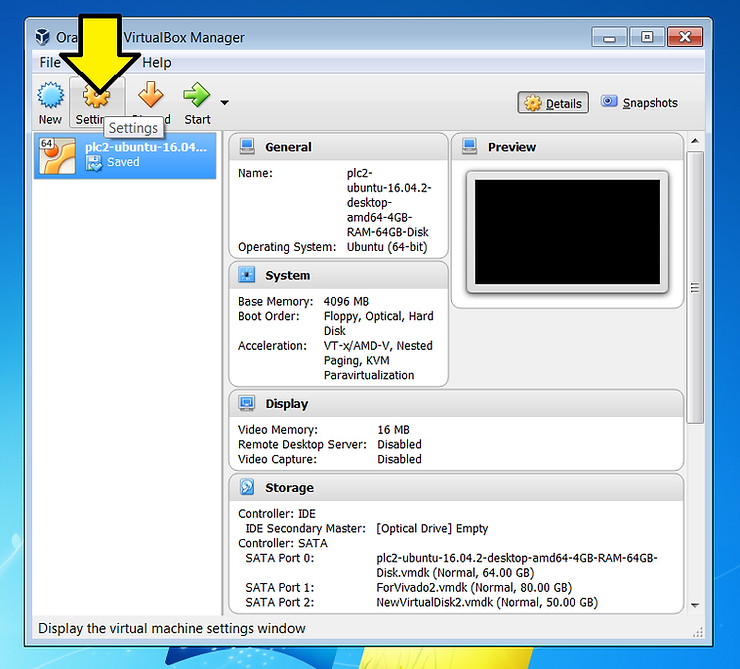 Ora VirtualBox Manager
File Help
New Settin d Start Details Snapshots
Settings
64 plc2-ubuntu-16.04...
Saved
General
Name: plc2-
ubuntu-16.04.2-
desktop-
amd64-4GB-
RAM-64GB-Disk
Operating System: Ubuntu (64-bit)
Preview
System
Base Memory: 4096 MB
Boot Order: Floppy, Optical, Hard
Disk
Acceleration: VT-x/AMD-V, Nested
Paging, KVM
Paravirtualization
Display
Video Memory: 16 MB
Remote Desktop Server: Disabled
Video Capture: Disabled
Storage
Controller: IDE
IDE Secondary Master: [Optical Drive] Empty
Controller: SATA
SATA Port 0: plc2-ubuntu-16.04.2-desktop-amd64-4GB-RAM-64GB-
Disk.vmdk (Normal, 64.00 GB)
SATA Port 1: ForVivado2.vmdk (Normal, 80.00 GB)
SATA Port 2: NewVirtualDisk2.vmdk (Normal, 50.00 GB)
Display the virtual machine settings window